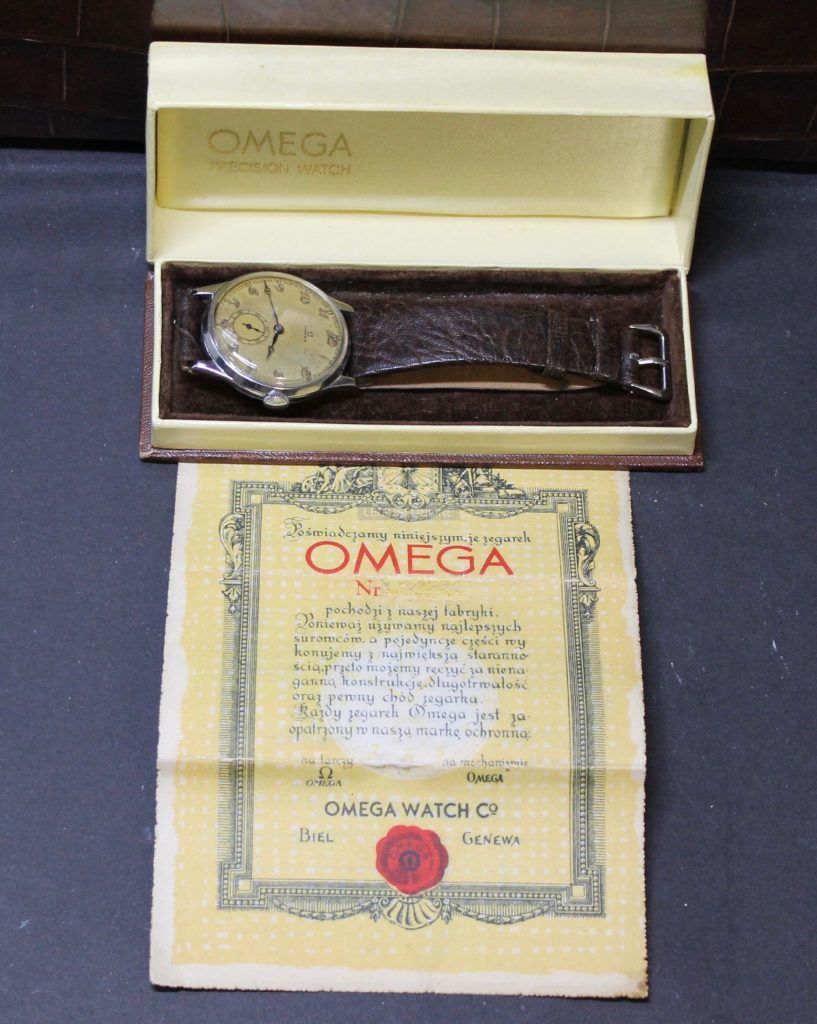 OMEGA
PRECISION WATCH
Poświadczamy niniejszym, że zegarek
OMEGA
Nr
pochodzi z naszej fabryki.
Ponieważ używamy najlepszych
surowców, a pojedyncze części wy
konujemy z największą staranno-
ścią, przeto możemy ręczyć za niena-
ganną konstrukcję, długotrwałość
oraz pewny chód zegarka.
Każdy zegarek Omega jest za-
opatrzony w naszą markę ochronną:
na tarczy na mechanizmie
Ω
OMEGA OMEGA
OMEGA WATCH Cº
BIEL GENEWA